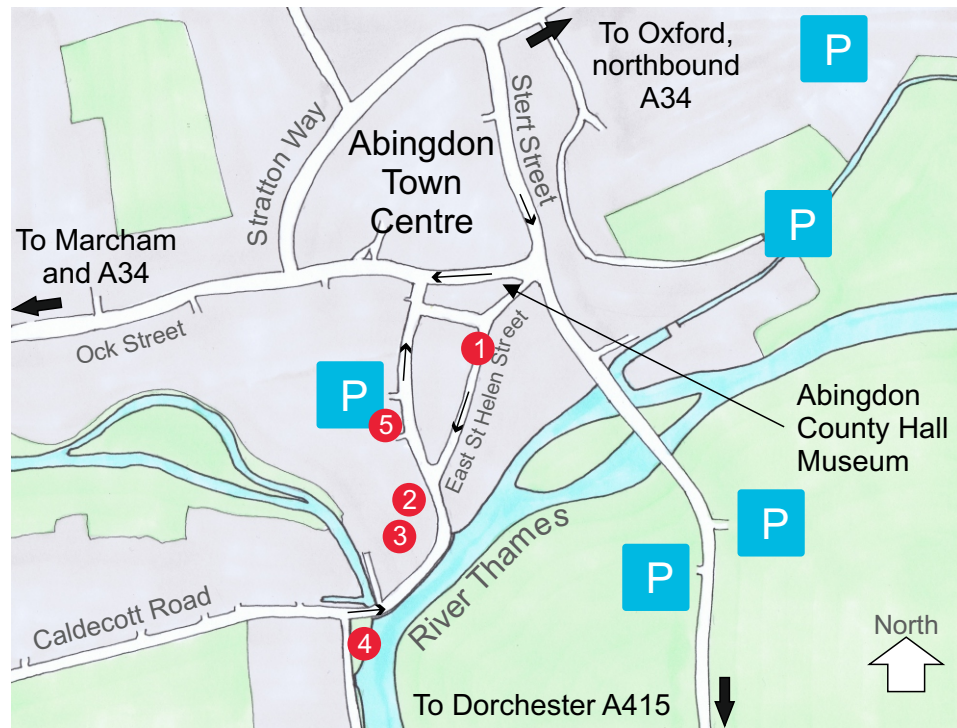 To Oxford,
northbound
A34
P
Stratton Way
Stert Street
Abingdon
Town
Centre
P
To Marcham
and A34
Ock Street
1
East St Helen Street
P
5
Abingdon
County Hall
Museum
2
3
P
P
River Thames
Caldecott Road
4
North
To Dorchester A415